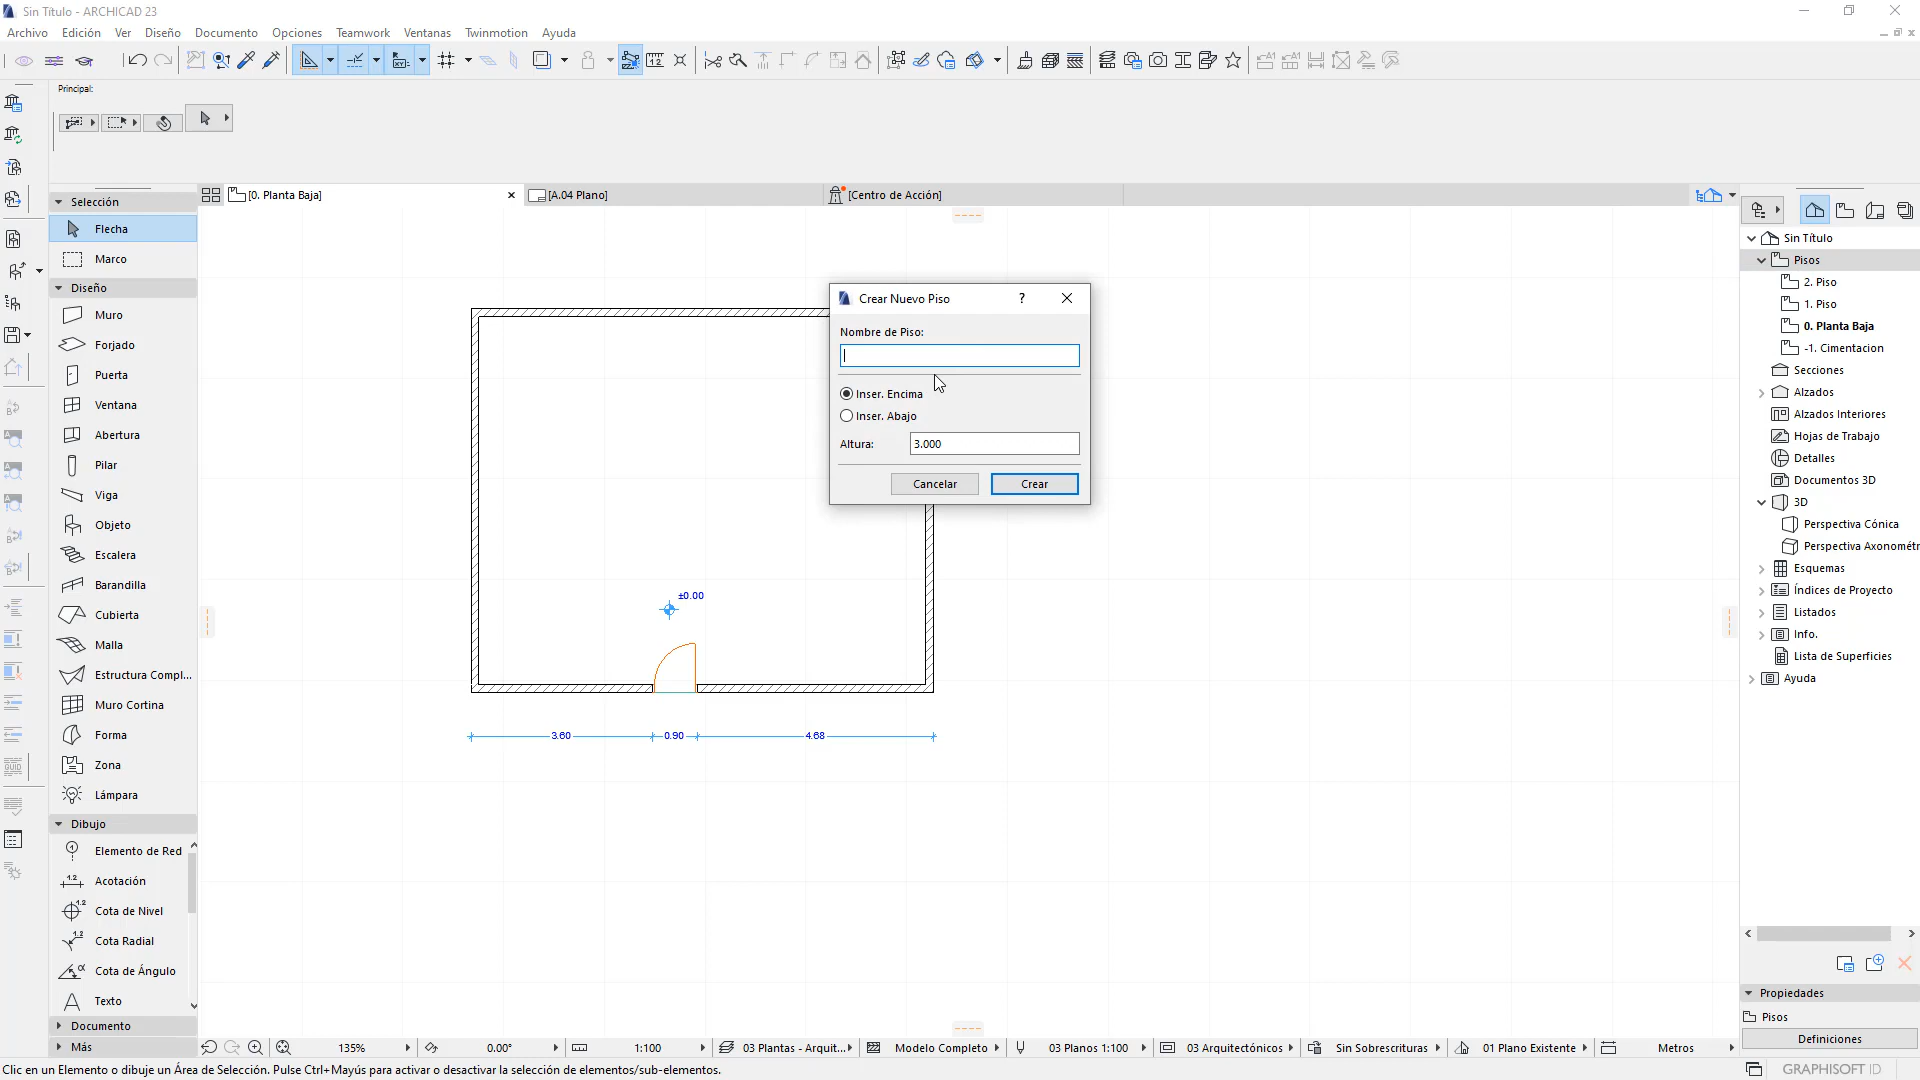 Sin Título - ARCHICAD 23
Archivo Edición Ver Diseño Documento Opciones Teamwork Ventanas Twinmotion Ayuda
Principal:
Selección
Flecha
Marco
Diseño
Muro
Forjado
Puerta
Ventana
Abertura
Pilar
Viga
Objeto
Escalera
Barandilla
Cubierta
Malla
Estructura Compl...
Muro Cortina
Forma
Zona
Lámpara
Dibujo
Elemento de Red
Acotación
Cota de Nivel
Cota Radial
Cota de Ángulo
Texto
Documento
Más
[0. Planta Baja]
[A.04 Plano]
[Centro de Acción]
±0.00
3.60 0.90 4.68
Crear Nuevo Piso
Nombre de Piso:
Inser. Encima
Inser. Abajo
Altura: 3.000
Cancelar Crear
Sin Título
Pisos
2. Piso
1. Piso
0. Planta Baja
-1. Cimentacion
Secciones
Alzados
Alzados Interiores
Hojas de Trabajo
Detalles
Documentos 3D
3D
Perspectiva Cónica
Perspectiva Axonométr
Esquemas
Índices de Proyecto
Listados
Info.
Lista de Superficies
Ayuda
Propiedades
Pisos
Definiciones
135% 0.00° 1:100 03 Plantas - Arquit... Modelo Completo 03 Planos 1:100 03 Arquitectónicos Sin Sobrescrituras 01 Plano Existente Metros
Clic en un Elemento o dibuje un Área de Selección. Pulse Ctrl+Mayús para activar o desactivar la selección de elementos/sub-elementos.
GRAPHISOFT ID